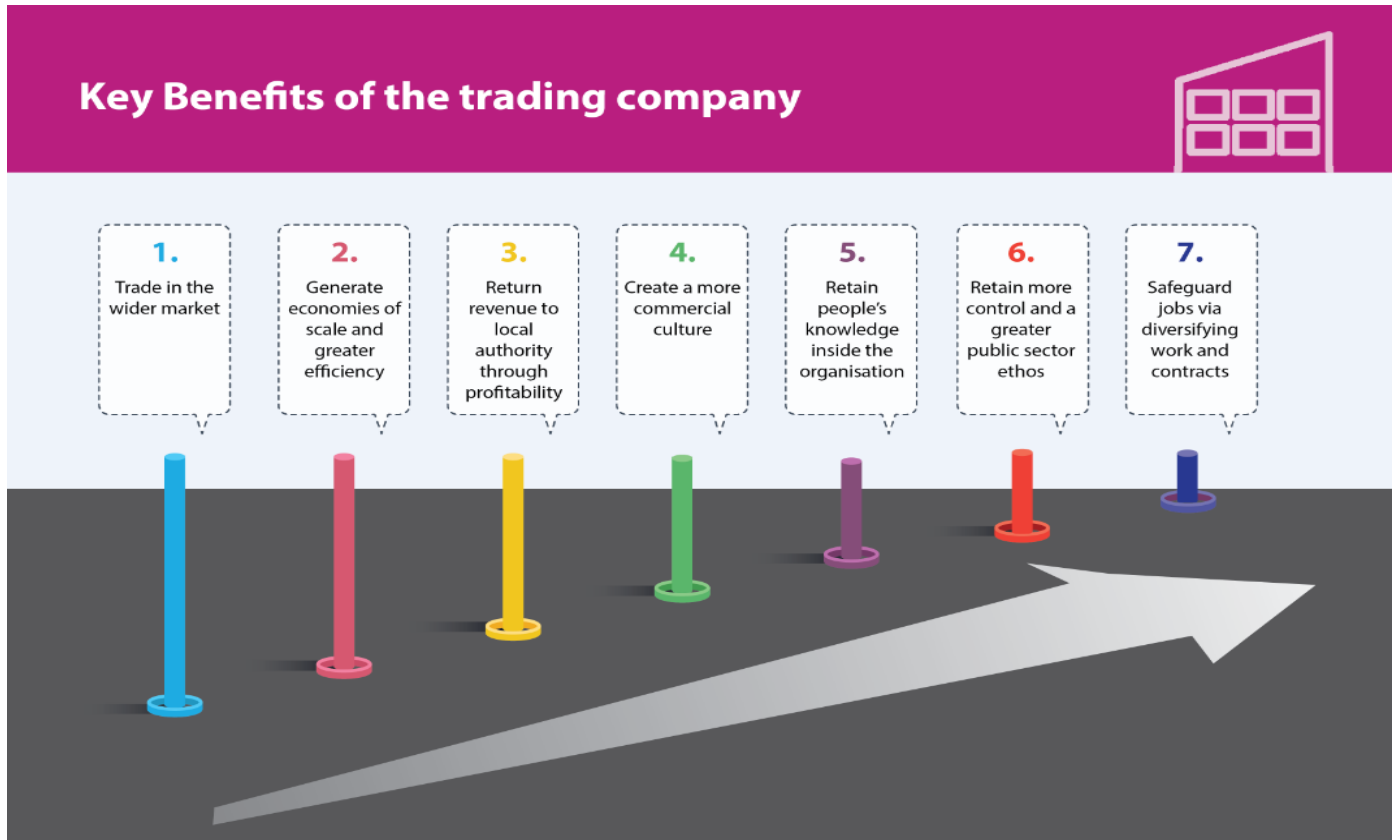 Key Benefits of the trading company
1.
Trade in the
wider market
2.
Generate
economies of
scale and
greater
efficiency
3.
Return
revenue to
local
authority
through
profitability
4.
Create a more
commercial
culture
5.
Retain
people's
knowledge
inside the
organisation
6.
Retain more
control and a
greater
public sector
ethos
7.
Safeguard
jobs via
diversifying
work and
contracts